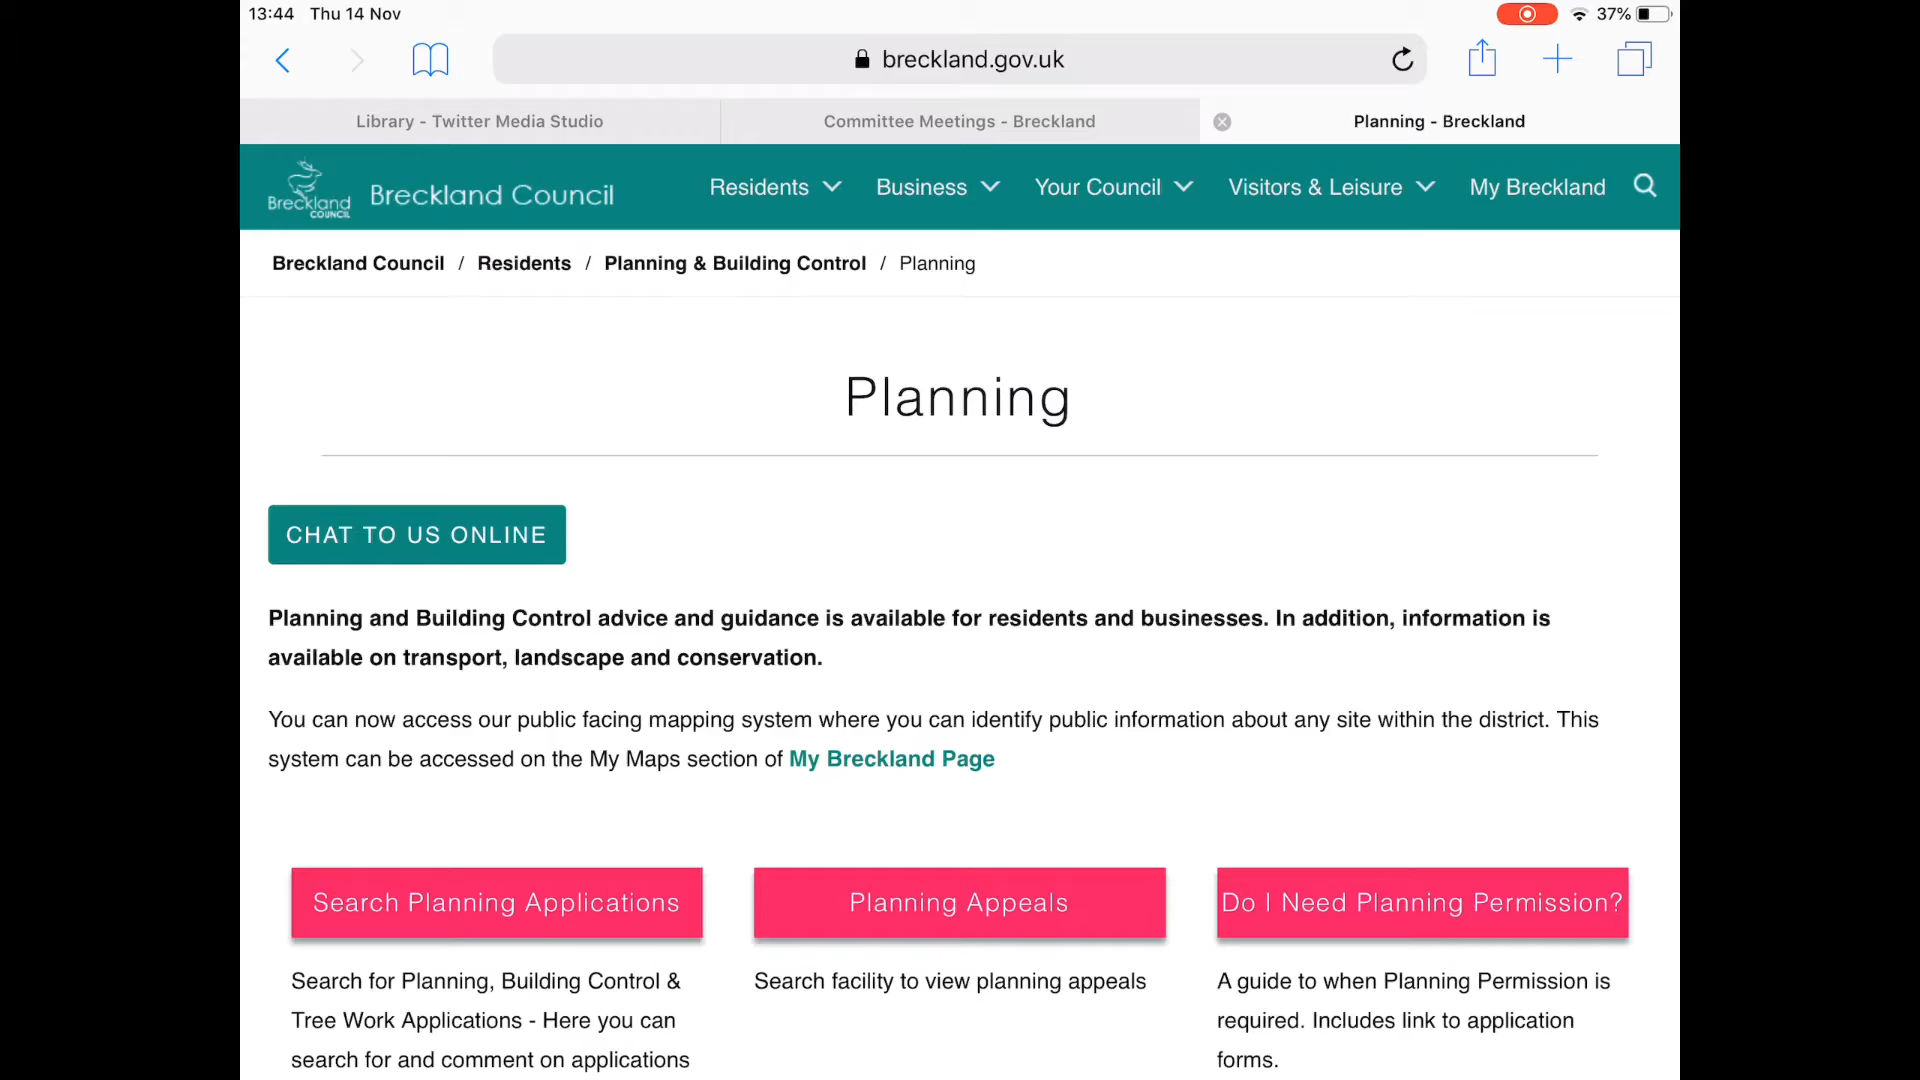 13:44 Thu 14 Nov
37%
breckland.gov.uk
Library - Twitter Media Studio
Committee Meetings - Breckland
Planning - Breckland
Breckland
COUNCIL
Breckland Council
Residents
Business
Your Council
Visitors & Leisure
My Breckland
Breckland Council / Residents / Planning & Building Control / Planning
Planning
CHAT TO US ONLINE
Planning and Building Control advice and guidance is available for residents and businesses. In addition, information is
available on transport, landscape and conservation.
You can now access our public facing mapping system where you can identify public information about any site within the district. This
system can be accessed on the My Maps section of My Breckland Page
Search Planning Applications
Search for Planning, Building Control &
Tree Work Applications - Here you can
search for and comment on applications
Planning Appeals
Search facility to view planning appeals
Do I Need Planning Permission?
A guide to when Planning Permission is
required. Includes link to application
forms.